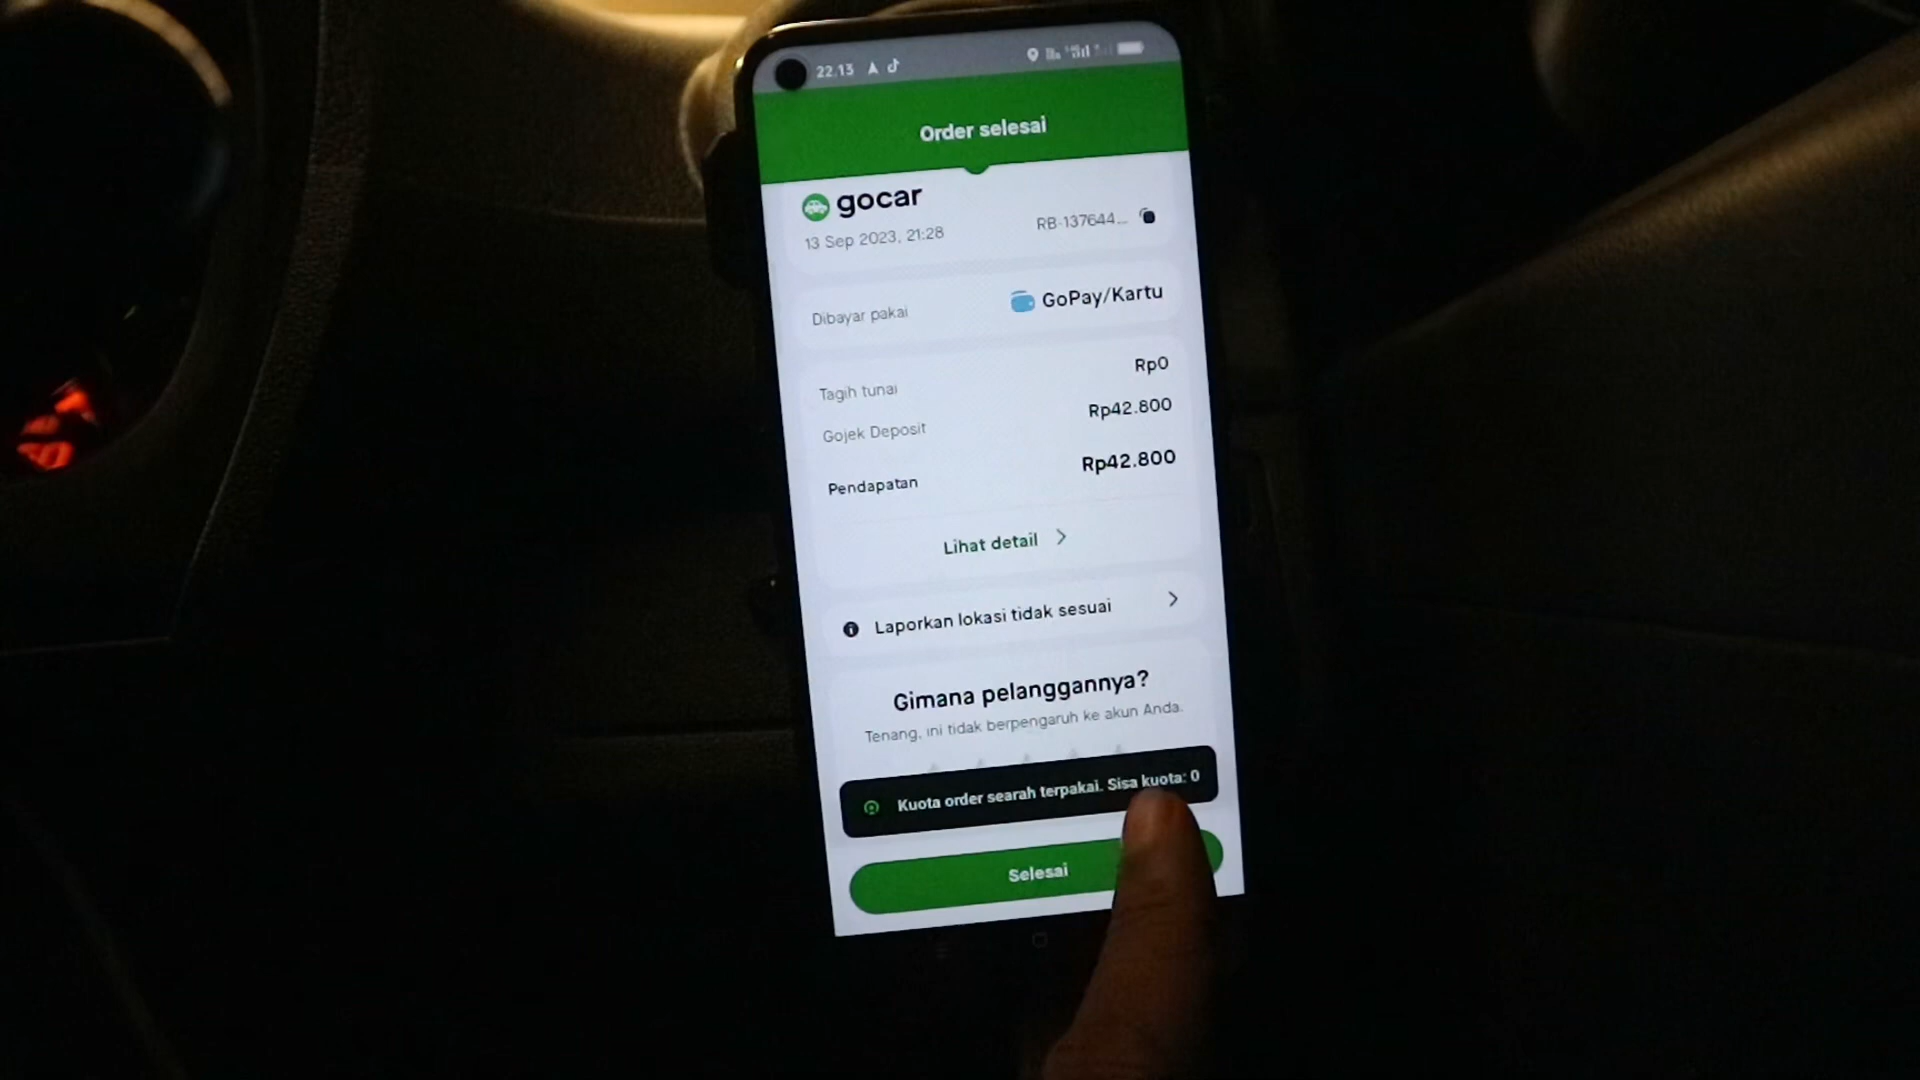 22.13
Order selesai
gocar
13 Sep 2023, 21:28
RB-137644...
Dibayar pakai
GoPay/Kartu
Tagih tunai
Rp0
Gojek Deposit
Rp42.800
Pendapatan
Rp42.800
Lihat detail
Laporkan lokasi tidak sesuai
Gimana pelanggannya?
Tenang, ini tidak berpengaruh ke akun Anda.
Kuota order searah terpakai. Sisa kuota: 0
Selesai